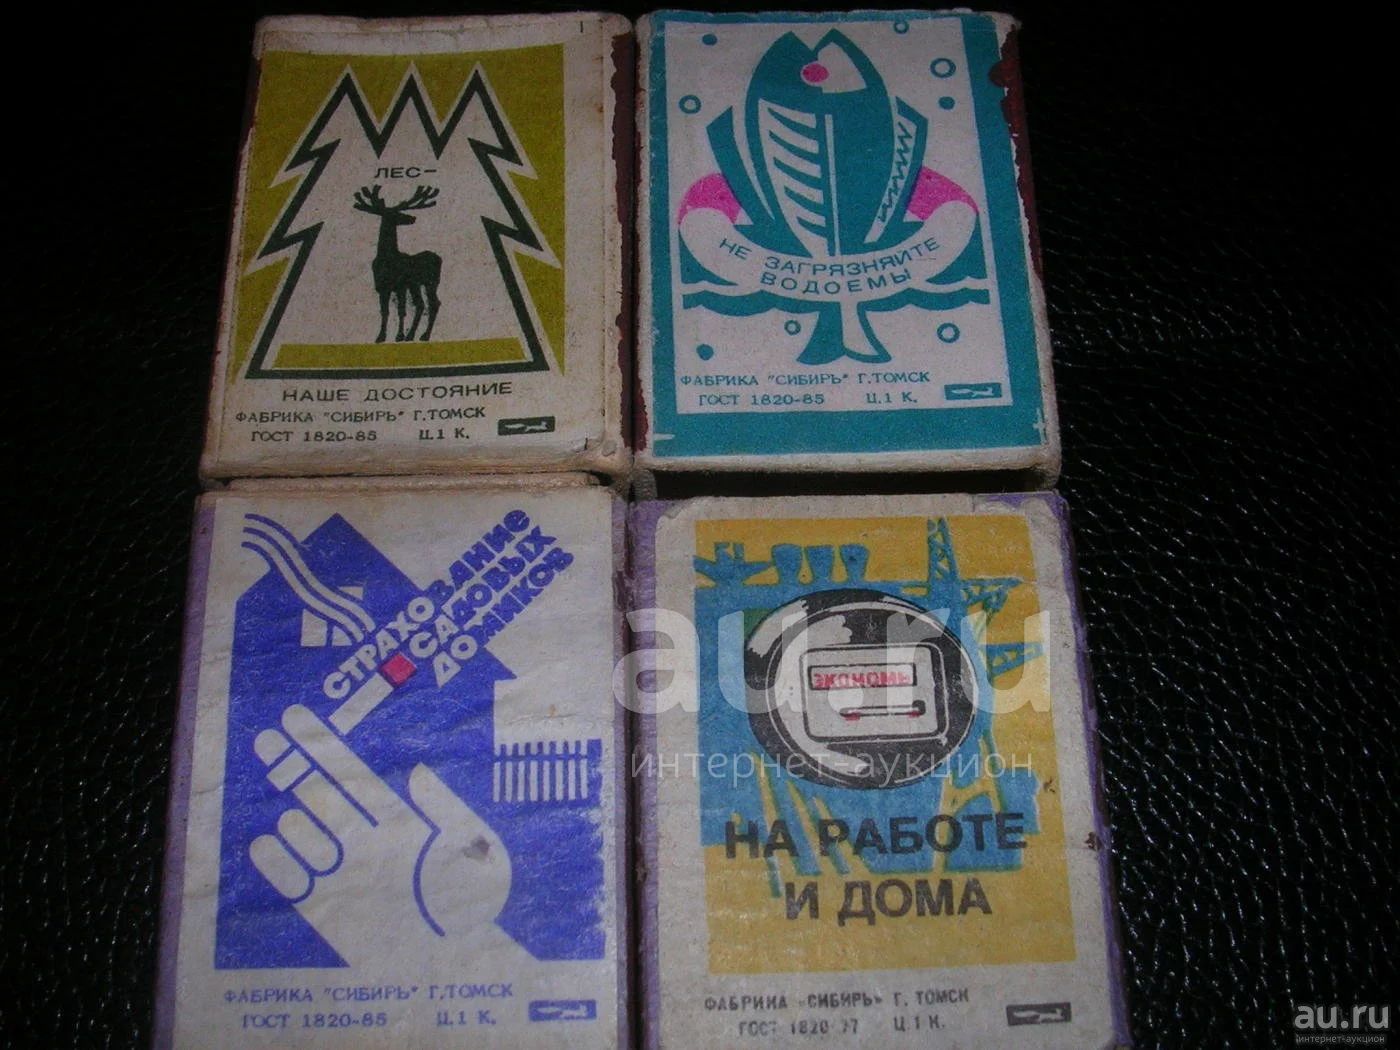 ЛЕС-
НАШЕ ДОСТОЯНИЕ
ФАБРИКА "СИБИРЬ" Г.ТОМСК
ГОСТ 1820-85 Ц.1 К.
НЕ ЗАГРЯЗНЯЙТЕ
ВОДОЕМЫ
ФАБРИКА "СИБИРЬ" Г.ТОМСК
ГОСТ 1820-85 Ц.1 К.
СТРАХОВАНИЕ
САДОВЫХ
ДОМИКОВ
ФАБРИКА "СИБИРЬ" Г.ТОМСК
ГОСТ 1820-85 Ц.1 К.
ЭКОНОМЬ
НА РАБОТЕ
И ДОМА
ФАБРИКА "СИБИРЬ" Г. ТОМСК
ГОСТ 1820-77 Ц.1 К.
au.ru
интернет-аукцион
au.ru
интернет-аукцион